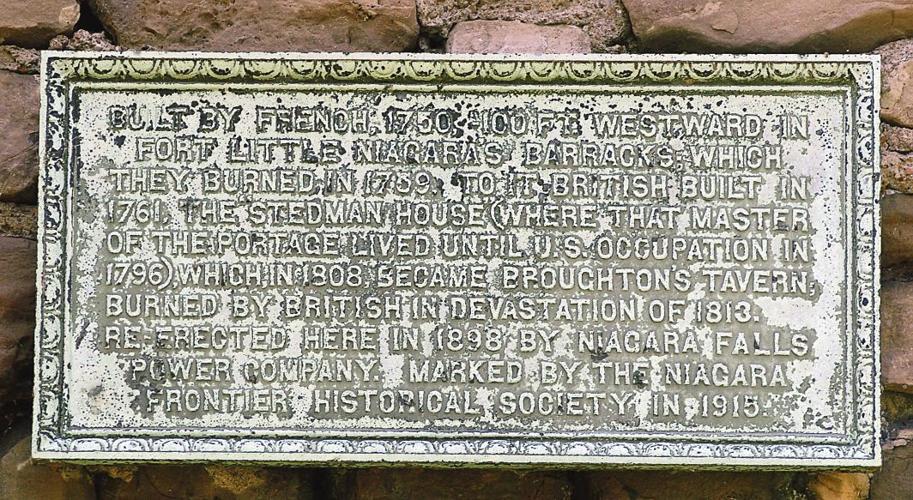 BUILT BY FRENCH, 1750, 400 FT. WESTWARD IN
FORT LITTLE NIAGARA'S BARRACKS WHICH
THEY BURNED IN 1759. TO IT BRITISH BUILT IN
1761, THE STEDMAN HOUSE (WHERE THAT MASTER
OF THE PORTAGE LIVED UNTIL U.S. OCCUPATION IN
1796), WHICH, IN 1808 BECAME BROUGHTON'S TAVERN,
BURNED BY BRITISH IN DEVASTATION OF 1813.
RE-ERECTED HERE IN 1898 BY NIAGARA FALLS
POWER COMPANY. MARKED BY THE NIAGARA
FRONTIER HISTORICAL SOCIETY IN 1915.